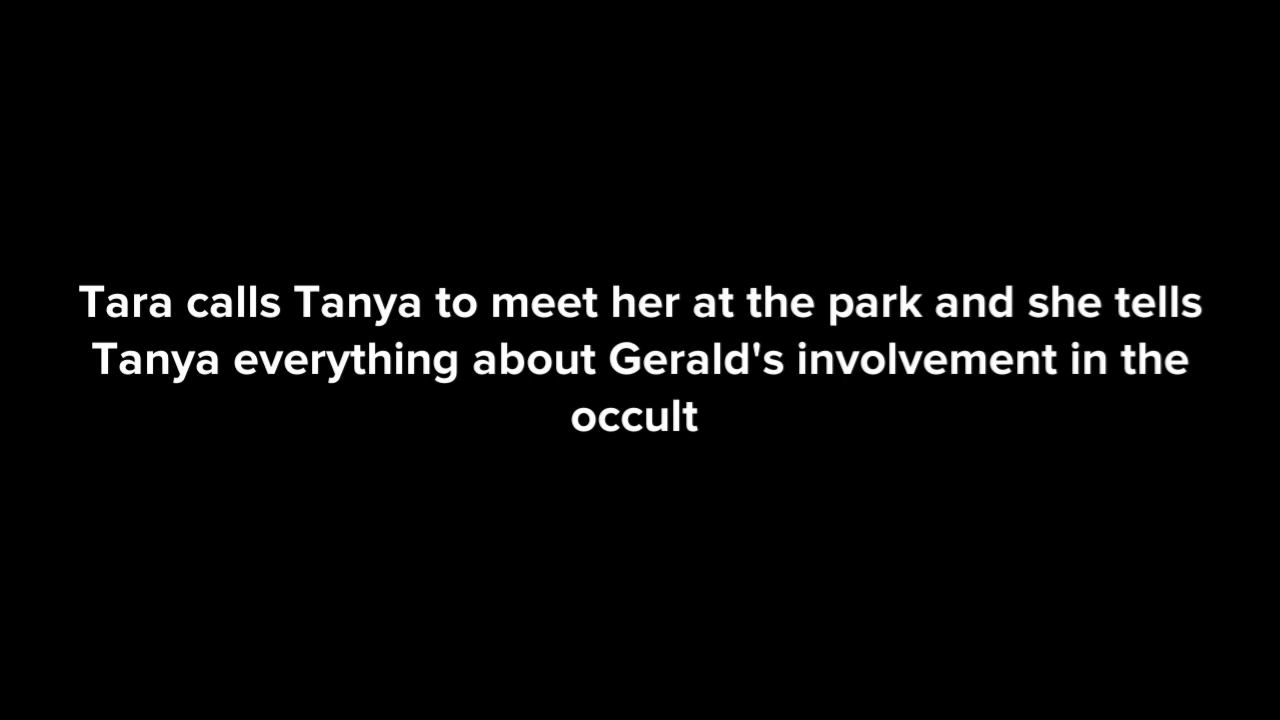 Tara calls Tanya to meet her at the park and she tells
Tanya everything about Gerald's involvement in the
occult